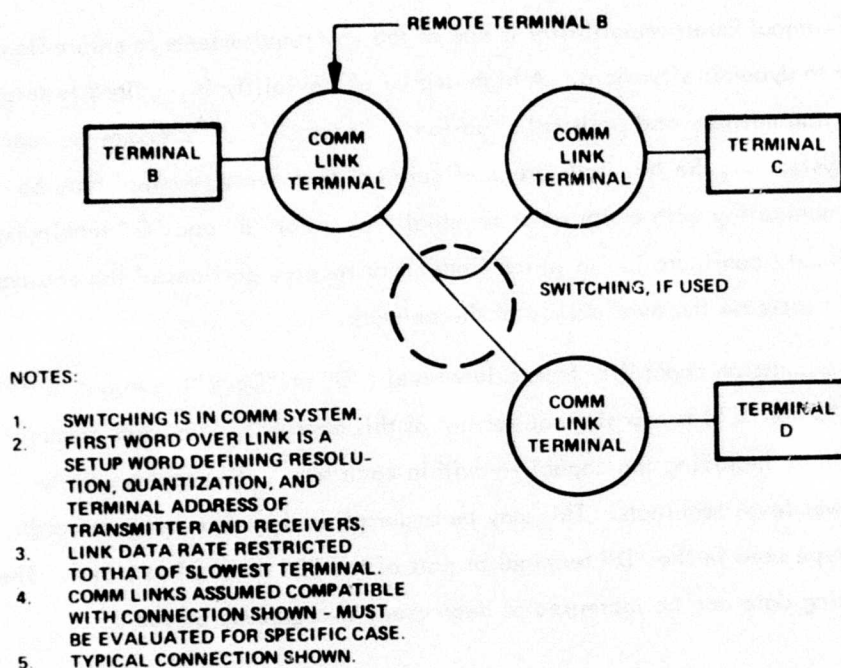 REMOTE TERMINAL B
TERMINAL
B
COMM
LINK
TERMINAL
COMM
LINK
TERMINAL
TERMINAL
C
SWITCHING, IF USED
COMM
LINK
TERMINAL
TERMINAL
D
NOTES:
1. SWITCHING IS IN COMM SYSTEM.
2. FIRST WORD OVER LINK IS A
SETUP WORD DEFINING RESOLU-
TION, QUANTIZATION, AND
TERMINAL ADDRESS OF
TRANSMITTER AND RECEIVERS.
3. LINK DATA RATE RESTRICTED
TO THAT OF SLOWEST TERMINAL.
4. COMM LINKS ASSUMED COMPATIBLE
WITH CONNECTION SHOWN - MUST
BE EVALUATED FOR SPECIFIC CASE.
5. TYPICAL CONNECTION SHOWN.